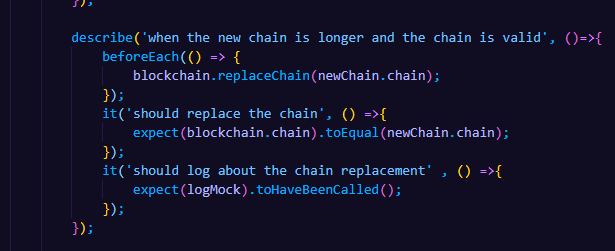 });
describe('when the new chain is longer and the chain is valid', ()=>{
beforeEach(() => {
blockchain.replaceChain(newChain.chain);
});
it('should replace the chain', () =>{
expect(blockchain.chain).toEqual(newChain.chain);
});
it('should log about the chain replacement' , () =>{
expect(logMock).toHaveBeenCalled();
});
});